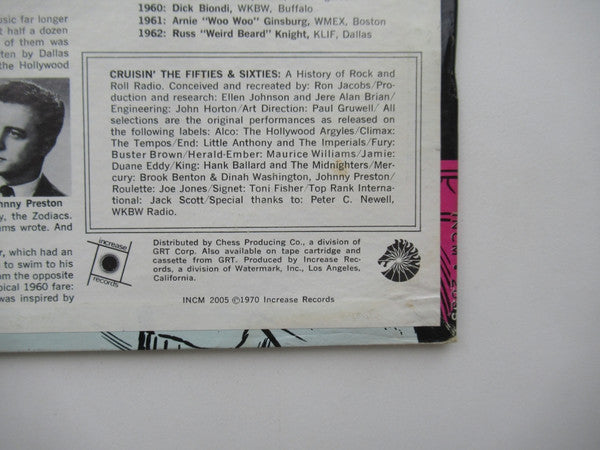 1960: Dick Biondi, WKBW, Buffalo
1961: Arnie "Woo Woo" Ginsburg, WMEX, Boston
1962: Russ "Weird Beard" Knight, KLIF, Dallas
usic far longer
t half a dozen
of them was
ten by Dallas
the Hollywood
hnny Preston
y, the Zodiacs.
ems wrote. And
r, which had an
to swim to his
am the opposite
pical 1960 fare:
was inspired by
CRUISIN' THE FIFTIES & SIXTIES: A History of Rock and
Roll Radio. Conceived and recreated by: Ron Jacobs/Pro-
duction and research: Ellen Johnson and Jere Alan Brian/
Engineering: John Horton/Art Direction: Paul Gruwell/ All
selections are the original performances as released on
the following labels: Alco: The Hollywood Argyles/Climax:
The Tempos/End: Little Anthony and The Imperials/Fury:
Buster Brown/Herald-Ember: Maurice Williams/Jamie:
Duane Eddy/King: Hank Ballard and The Midnighters/Mer-
cury: Brook Benton & Dinah Washington, Johnny Preston/
Roulette: Joe Jones/Signet: Toni Fisher/Top Rank Interna-
tional: Jack Scott/Special thanks to: Peter C. Newell,
WKBW Radio.
increase
records
Distributed by Chess Producing Co., a division of
GRT Corp. Also available on tape cartridge and
cassette from GRT. Produced by Increase Rec-
ords, a division of Watermark, Inc., Los Angeles,
California.
INCM 2005 ©1970 Increase Records